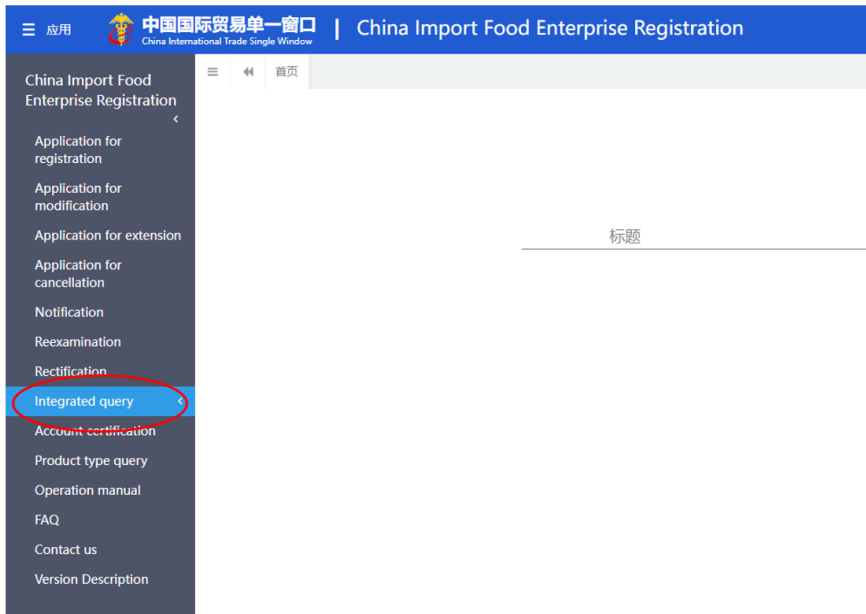 应用
中国国际贸易单一窗口
China International Trade Single Window
| China Import Food Enterprise Registration
China Import Food
Enterprise Registration
首页
Application for
registration
Application for
modification
Application for extension
Application for
cancellation
Notification
Reexamination
Rectification
Integrated query
Account certification
Product type query
Operation manual
FAQ
Contact us
Version Description
标题